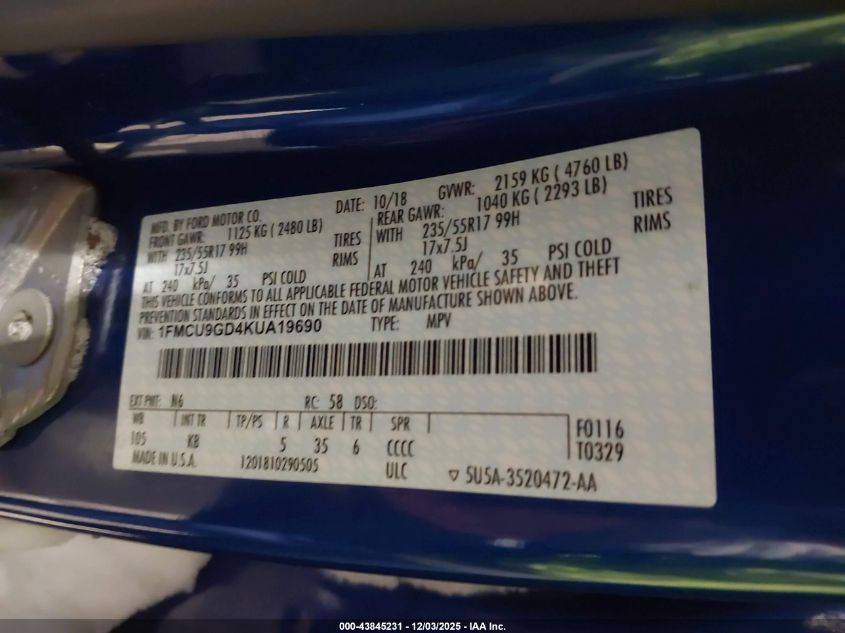 MFD. BY FORD MOTOR CO. DATE: 10/18 GVWR: 2159 KG ( 4760 LB)
FRONT GAWR: 1125 KG ( 2480 LB) REAR GAWR: 1040 KG ( 2293 LB)
WITH 235/55R17 99H TIRES WITH 235/55R17 99H TIRES
17x7.5J RIMS 17x7.5J RIMS
AT 240 kPa/ 35 PSI COLD AT 240 kPa/ 35 PSI COLD
THIS VEHICLE CONFORMS TO ALL APPLICABLE FEDERAL MOTOR VEHICLE SAFETY AND THEFT
PREVENTION STANDARDS IN EFFECT ON THE DATE OF MANUFACTURE SHOWN ABOVE.
VIN: 1FMCU9GD4KUA19690 TYPE: MPV
EXT PNT: N6 RC: 58 DSO:
WB INT TR TP/PS R AXLE TR SPR F0116
105 KB 5 35 6 CCCC T0329
MADE IN U.S.A. 1201810290505 ULC ▽ 5U5A-3520472-AA
000-43845231 - 12/03/2025 - IAA Inc.